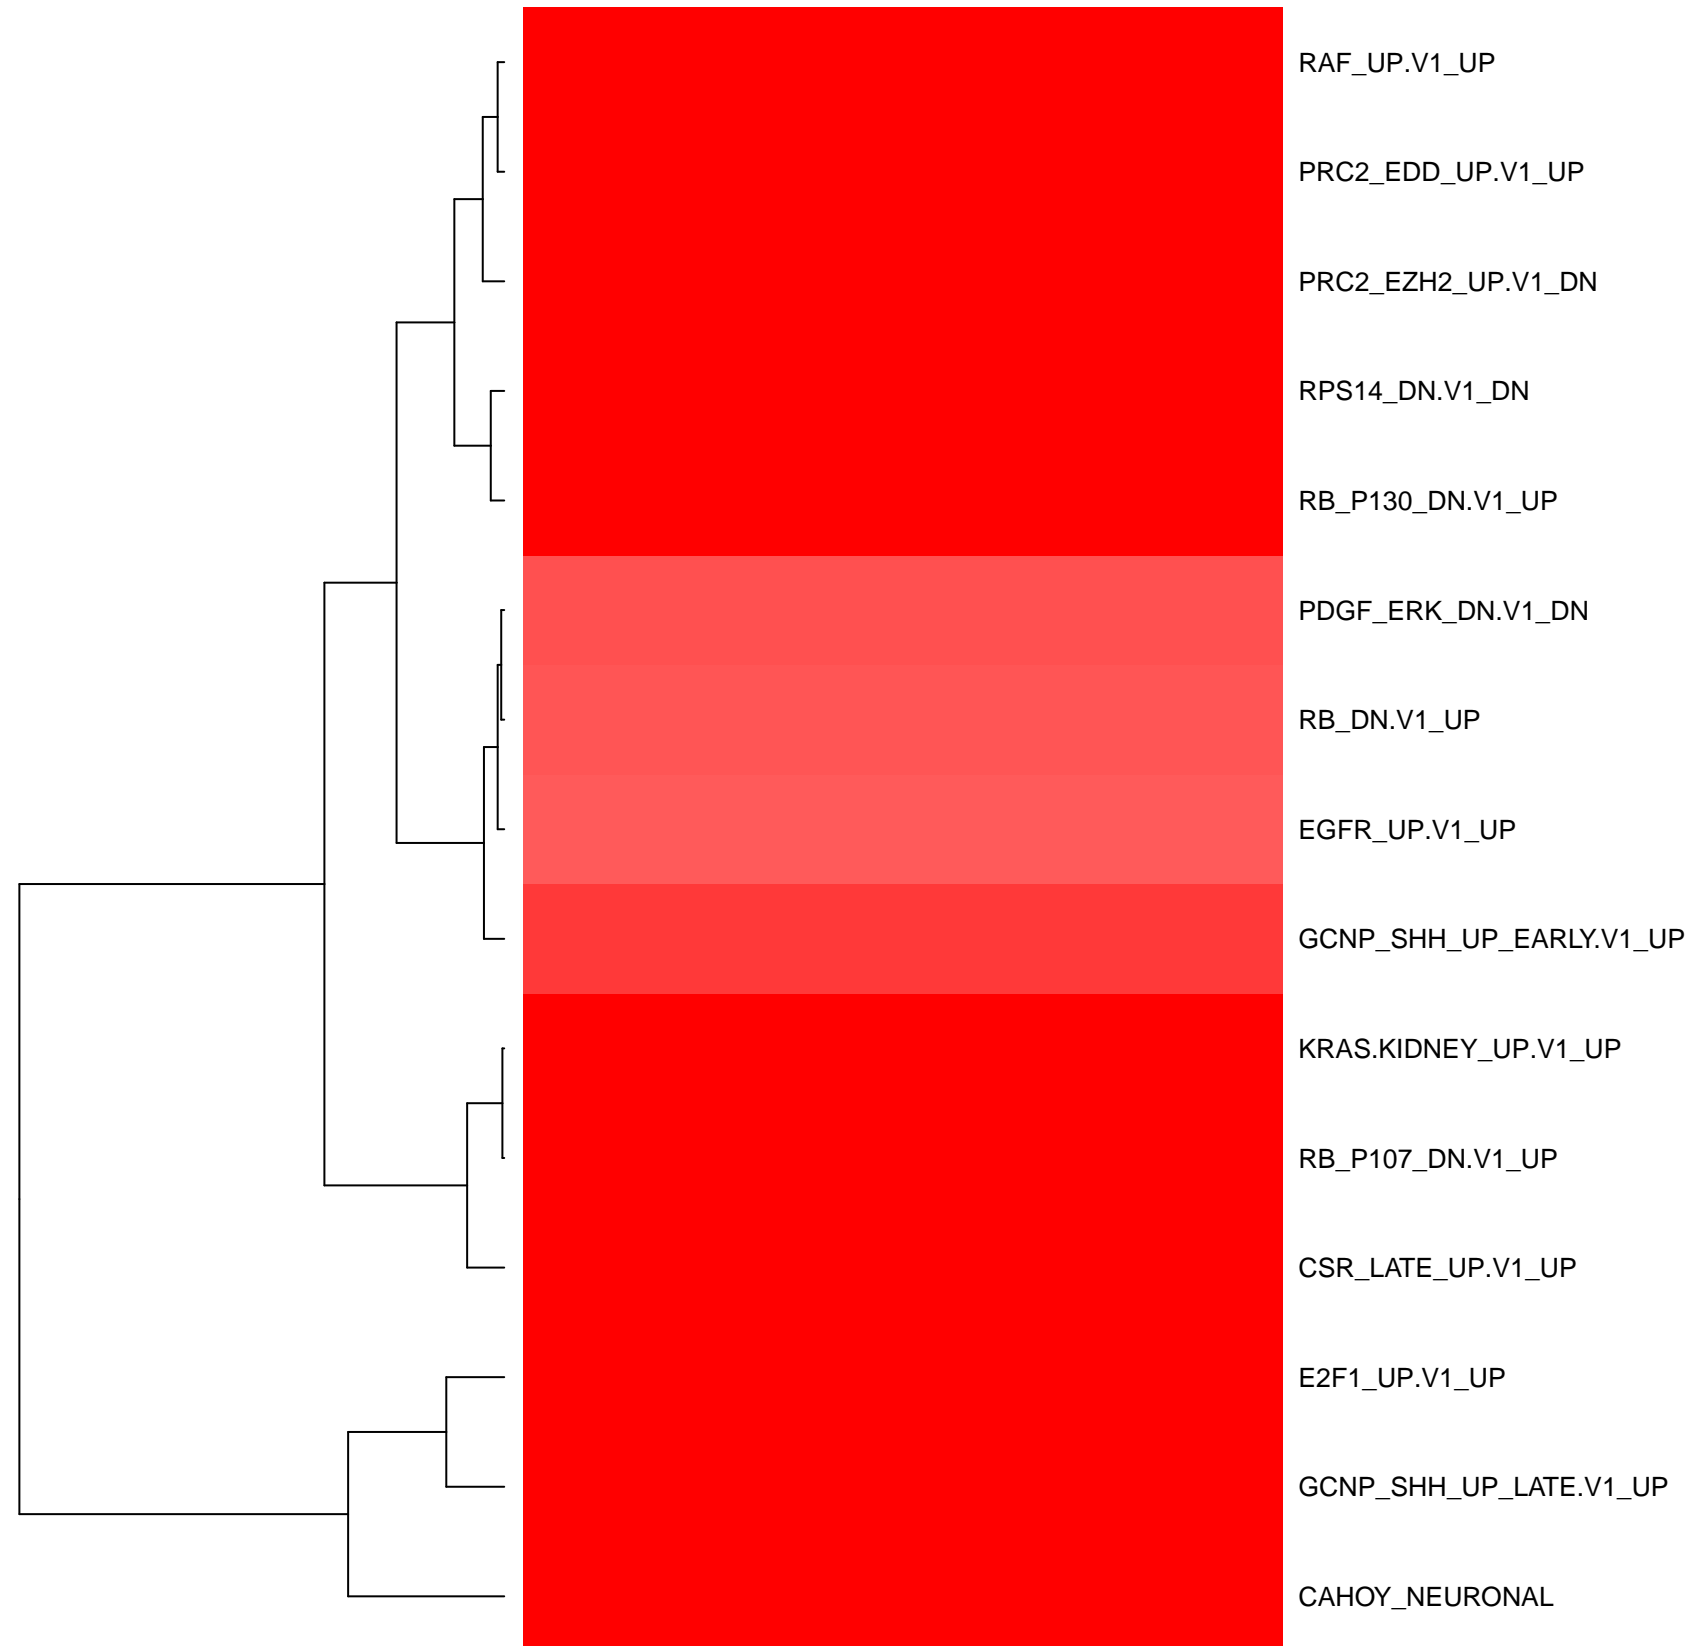 RAF_UP.V1_UP
PRC2_EDD_UP.V1_UP
PRC2_EZH2_UP.V1_DN
RPS14_DN.V1_DN
RB_P130_DN.V1_UP
PDGF_ERK_DN.V1_DN
RB_DN.V1_UP
EGFR_UP.V1_UP
GCNP_SHH_UP_EARLY.V1_UP
KRAS.KIDNEY_UP.V1_UP
RB_P107_DN.V1_UP
CSR_LATE_UP.V1_UP
E2F1_UP.V1_UP
GCNP_SHH_UP_LATE.V1_UP
CAHOY_NEURONAL